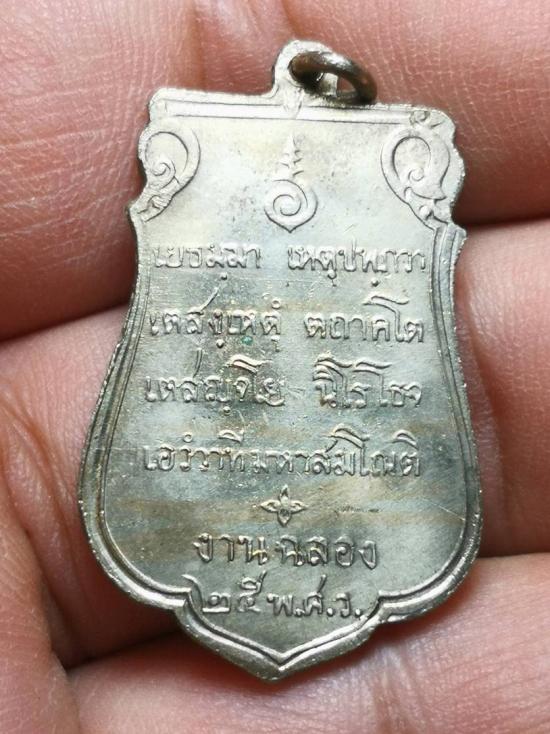 เยธมฺมา เหตุปพฺภวา
เตสํเหตุํ ตถาคโต
เตสญฺจโย นิโรโธจ
เอวํวาทีมหาสมโณติ
งานฉลอง
๒๕ พ.ศ.ว.